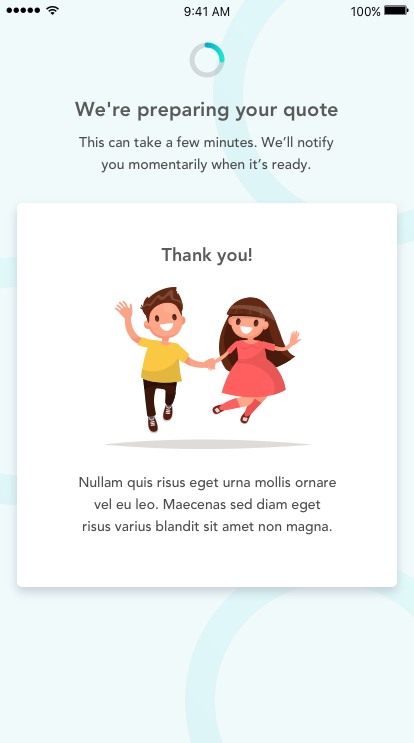 9:41 AM 100%
We're preparing your quote
This can take a few minutes. We’ll notify
you momentarily when it’s ready.
Thank you!
Nullam quis risus eget urna mollis ornare
vel eu leo. Maecenas sed diam eget
risus varius blandit sit amet non magna.